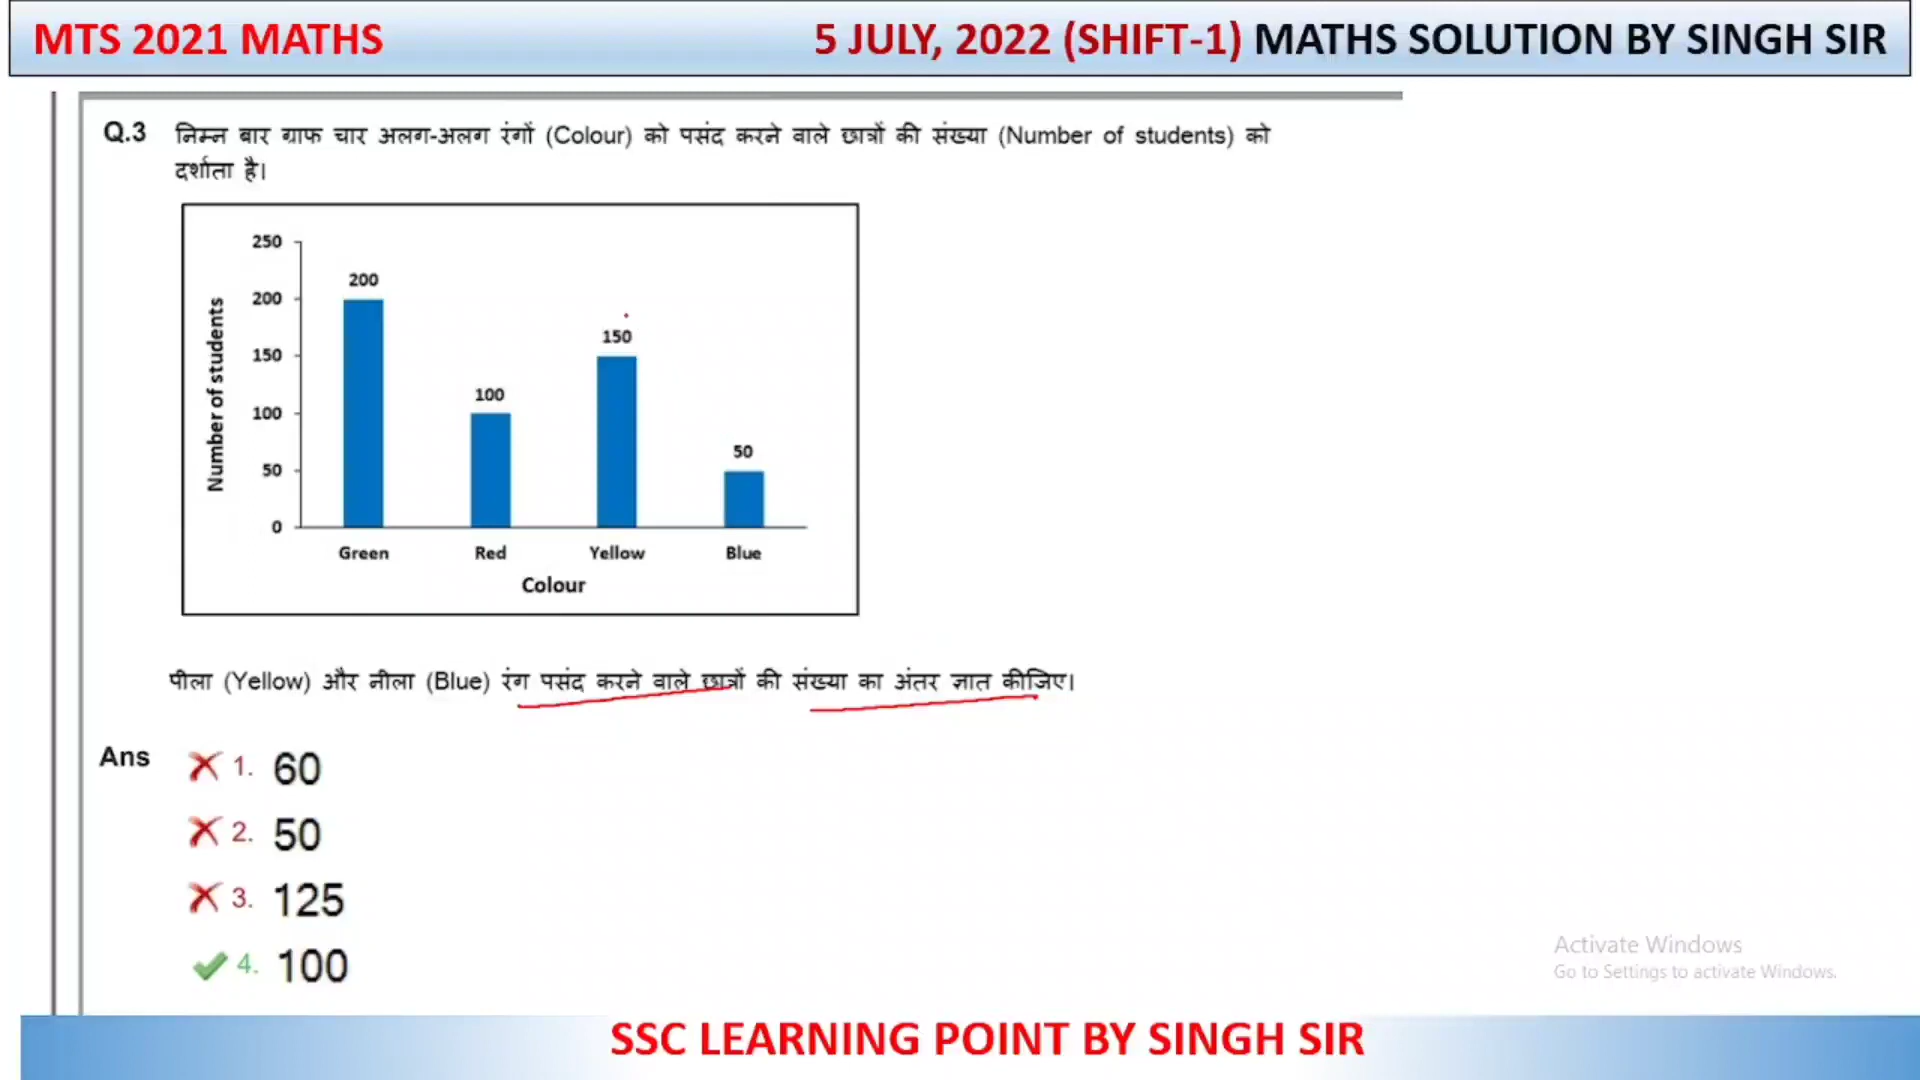 MTS 2021 MATHS
5 JULY, 2022 (SHIFT-1) MATHS SOLUTION BY SINGH SIR
Q.3 निम्न बार ग्राफ चार अलग-अलग रंगों (Colour) को पसंद करने वाले छात्रों की संख्या (Number of students) को
दर्शाता है।
250
200
150
100
50
0
Number of students
200
100
150
50
Green Red Yellow Blue
Colour
पीला (Yellow) और नीला (Blue) रंग पसंद करने वाले छात्रों की संख्या का अंतर ज्ञात कीजिए।
Ans
1. 60
2. 50
3. 125
4. 100
Activate Windows
Go to Settings to activate Windows.
SSC LEARNING POINT BY SINGH SIR